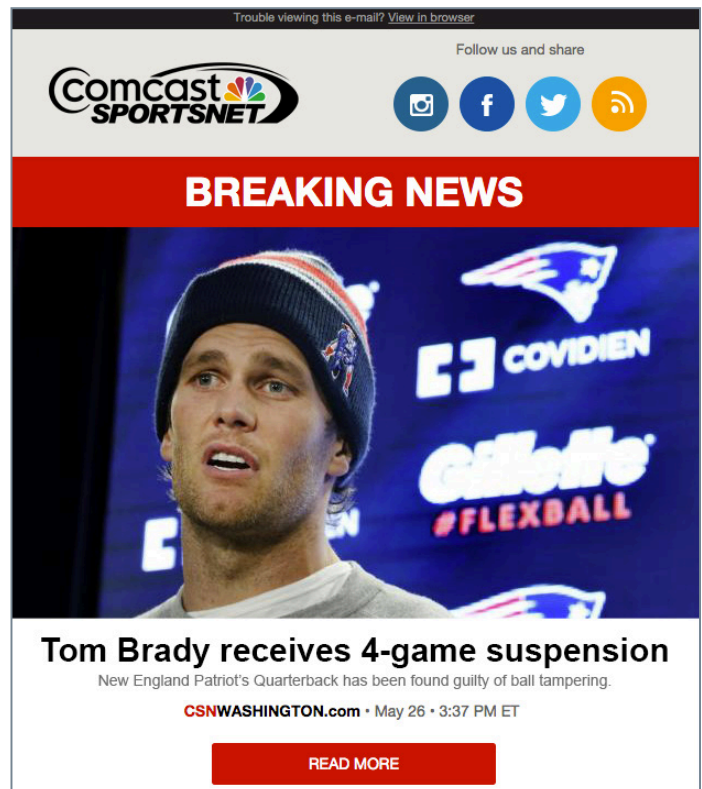 Trouble viewing this e-mail? View in browser
Follow us and share
Comcast
SPORTSNET
BREAKING NEWS
COVIDIEN
Gillette
#FLEXBALL
Tom Brady receives 4-game suspension
New England Patriot's Quarterback has been found guilty of ball tampering.
CSNWASHINGTON.com • May 26 • 3:37 PM ET
READ MORE